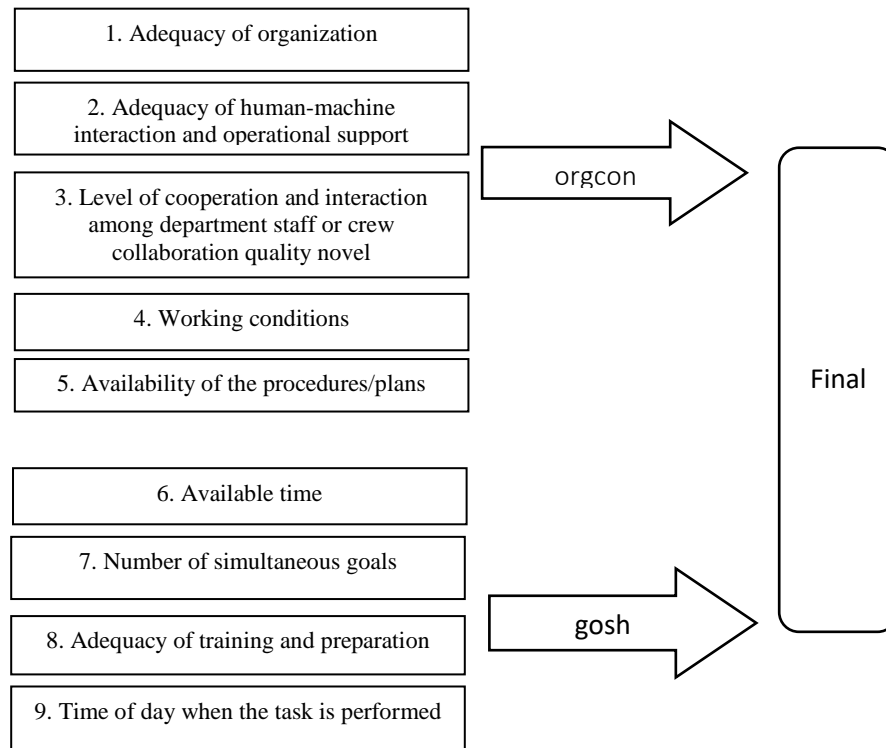 1. Adequacy of organization
2. Adequacy of human-machine
interaction and operational support
3. Level of cooperation and interaction
among department staff or crew
collaboration quality novel
4. Working conditions
5. Availability of the procedures/plans
orgcon
Final
6. Available time
7. Number of simultaneous goals
8. Adequacy of training and preparation
9. Time of day when the task is performed
gosh